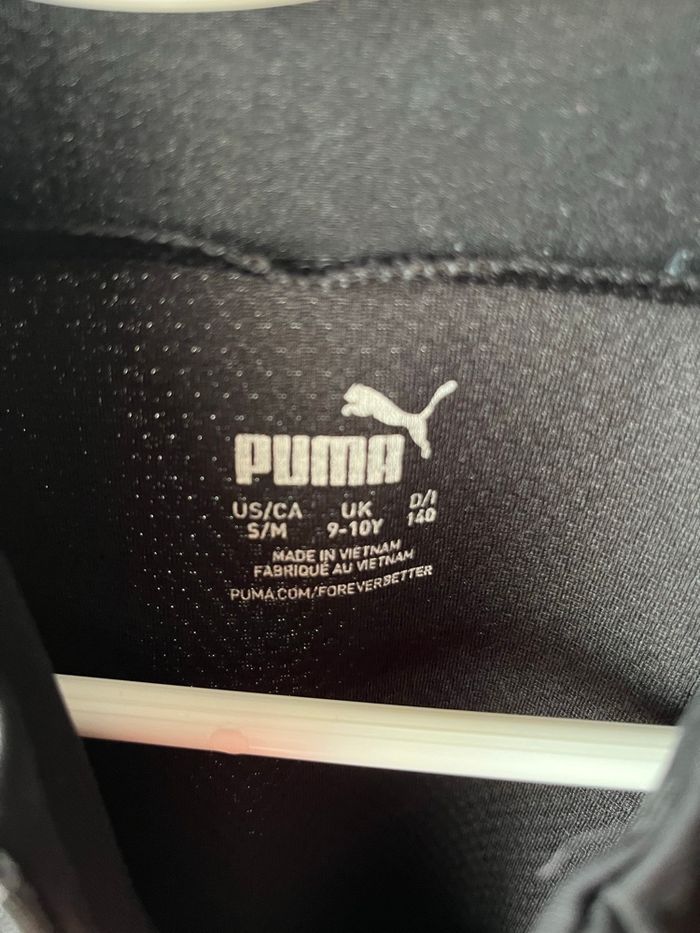 PUMA
US/CA UK D/I
S/M 9-10Y 140
MADE IN VIETNAM
FABRIQUÉ AU VIETNAM
PUMA.COM/FOREVERBETTER